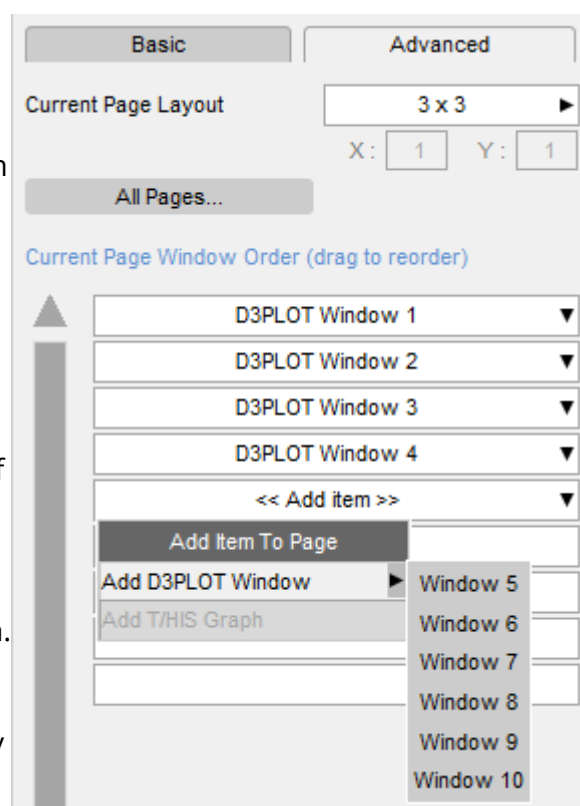 Basic Advanced
Current Page Layout 3 x 3
X : 1 Y : 1
All Pages...
Current Page Window Order (drag to reorder)
D3PLOT Window 1
D3PLOT Window 2
D3PLOT Window 3
D3PLOT Window 4
<< Add item >>
Add Item To Page
Add D3PLOT Window Window 5
Add T/HIS Graph Window 6
Window 7
Window 8
Window 9
Window 10